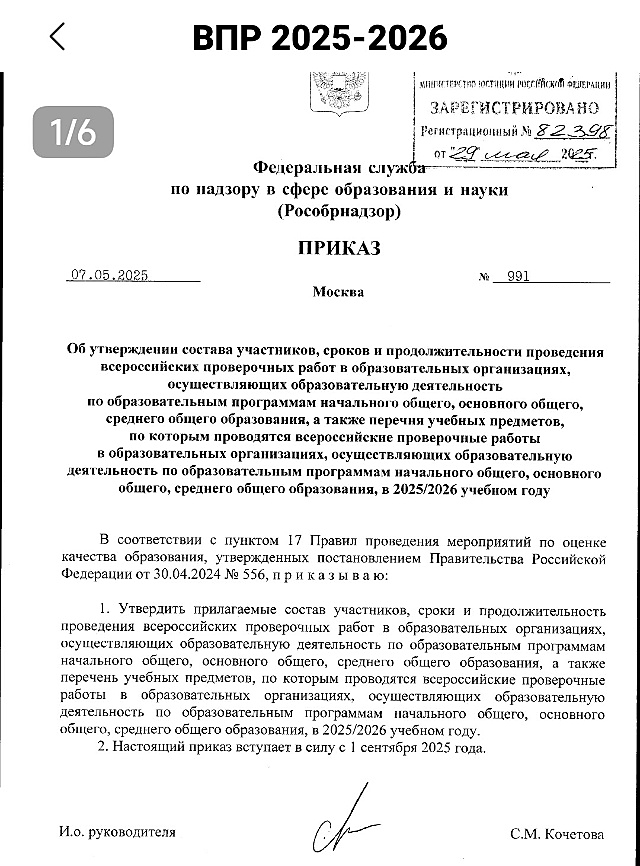 ВПР 2025-2026
1/6
МИНИСТЕРСТВО ЮСТИЦИИ РОССИЙСКОЙ ФЕДЕРАЦИИ
ЗАРЕГИСТРИРОВАНО
Регистрационный № 82398
от "29" мая 2025.
Федеральная служба
по надзору в сфере образования и науки
(Рособрнадзор)
ПРИКАЗ
07.05.2025 № 991
Москва
Об утверждении состава участников, сроков и продолжительности проведения
всероссийских проверочных работ в образовательных организациях,
осуществляющих образовательную деятельность
по образовательным программам начального общего, основного общего,
среднего общего образования, а также перечня учебных предметов,
по которым проводятся всероссийские проверочные работы
в образовательных организациях, осуществляющих образовательную
деятельность по образовательным программам начального общего, основного
общего, среднего общего образования, в 2025/2026 учебном году
В соответствии с пунктом 17 Правил проведения мероприятий по оценке
качества образования, утвержденных постановлением Правительства Российской
Федерации от 30.04.2024 № 556, п р и к а з ы в а ю:
1. Утвердить прилагаемые состав участников, сроки и продолжительность
проведения всероссийских проверочных работ в образовательных организациях,
осуществляющих образовательную деятельность по образовательным программам
начального общего, основного общего, среднего общего образования, а также
перечень учебных предметов, по которым проводятся всероссийские проверочные
работы в образовательных организациях, осуществляющих образовательную
деятельность по образовательным программам начального общего, основного
общего, среднего общего образования, в 2025/2026 учебном году.
2. Настоящий приказ вступает в силу с 1 сентября 2025 года.
И.о. руководителя С.М. Кочетова